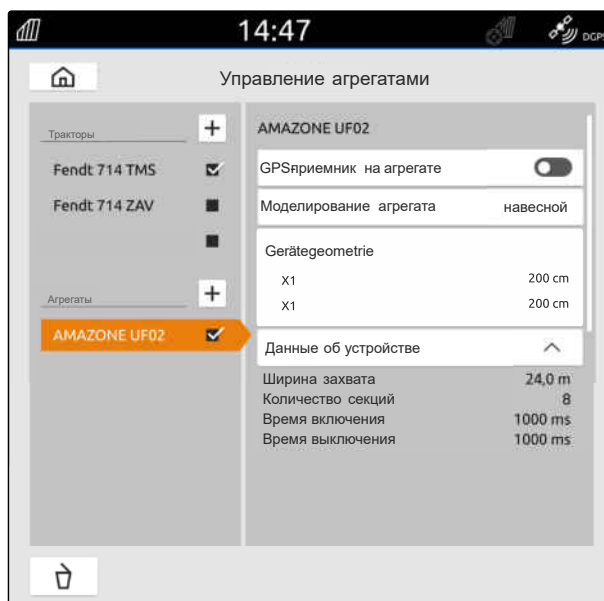 14:47
DGPS
Управление агрегатами
Тракторы
Fendt 714 TMS
Fendt 714 ZAV
Агрегаты
AMAZONE UF02
AMAZONE UF02
GPSприемник на агрегате
Моделирование агрегата навесной
Gerätegeometrie
X1 200 cm
X1 200 cm
Данные об устройстве
Ширина захвата 24,0 m
Количество секций 8
Время включения 1000 ms
Время выключения 1000 ms